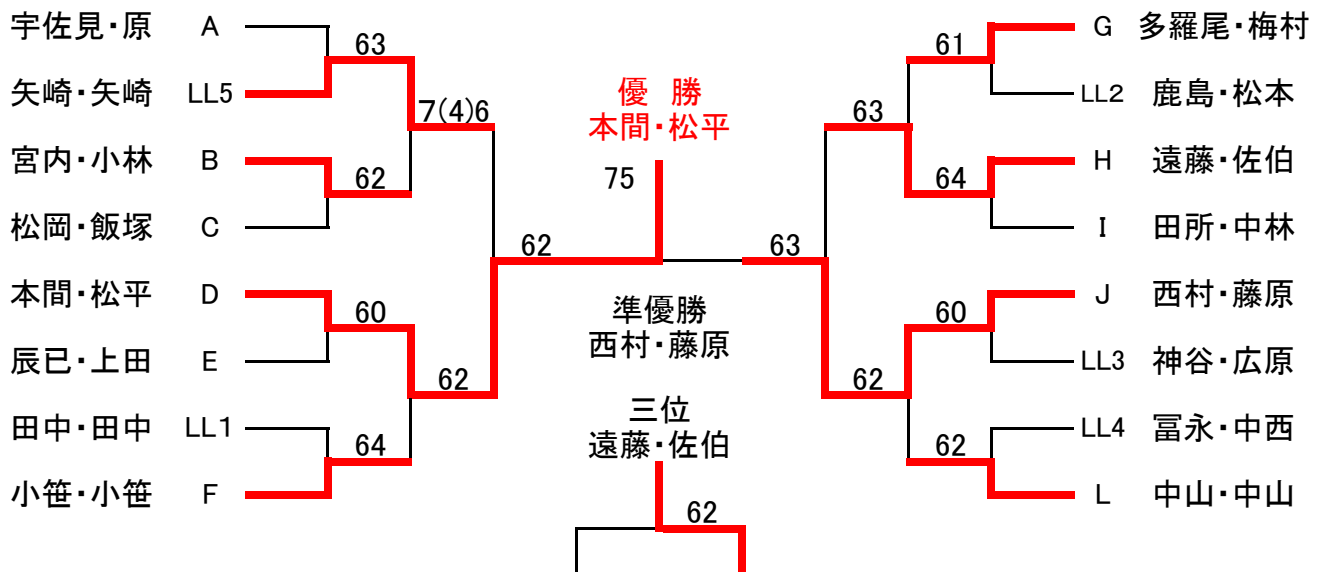 宇佐見・原 A
63
矢崎・矢崎 LL5
7(4)6
宮内・小林 B
62
松岡・飯塚 C
62
本間・松平 D
60
辰已・上田 E
62
田中・田中 LL1
64
小笹・小笹 F
優 勝
本間・松平
75
準優勝
西村・藤原
三位
遠藤・佐伯
62
G 多羅尾・梅村
61
LL2 鹿島・松本
63
H 遠藤・佐伯
64
I 田所・中林
63
J 西村・藤原
60
LL3 神谷・広原
62
LL4 冨永・中西
62
L 中山・中山